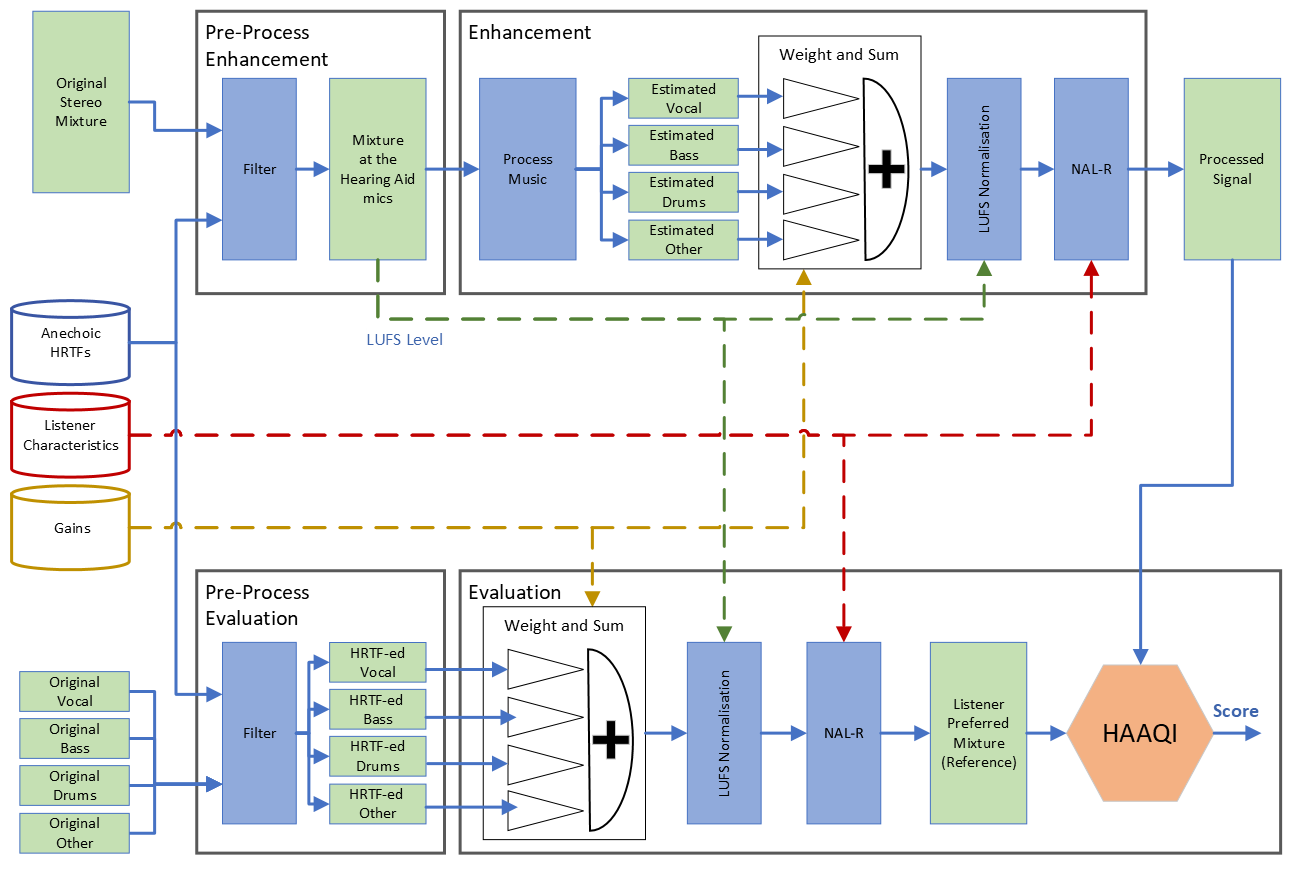 Original
Stereo
Mixture
Pre-Process
Enhancement
Filter
Mixture
at the
Hearing Aid
mics
Enhancement
Process
Music
Estimated
Vocal
Estimated
Bass
Estimated
Drums
Estimated
Other
Weight and Sum
LUFS Normalisation
NAL-R
Processed
Signal
LUFS Level
Anechoic
HRTFs
Listener
Characteristics
Gains
Original
Vocal
Original
Bass
Original
Drums
Original
Other
Pre-Process
Evaluation
Filter
HRTF-ed
Vocal
HRTF-ed
Bass
HRTF-ed
Drums
HRTF-ed
Other
Evaluation
Weight and Sum
LUFS Normalisation
NAL-R
Listener
Preferred
Mixture
(Reference)
HAAQI
Score